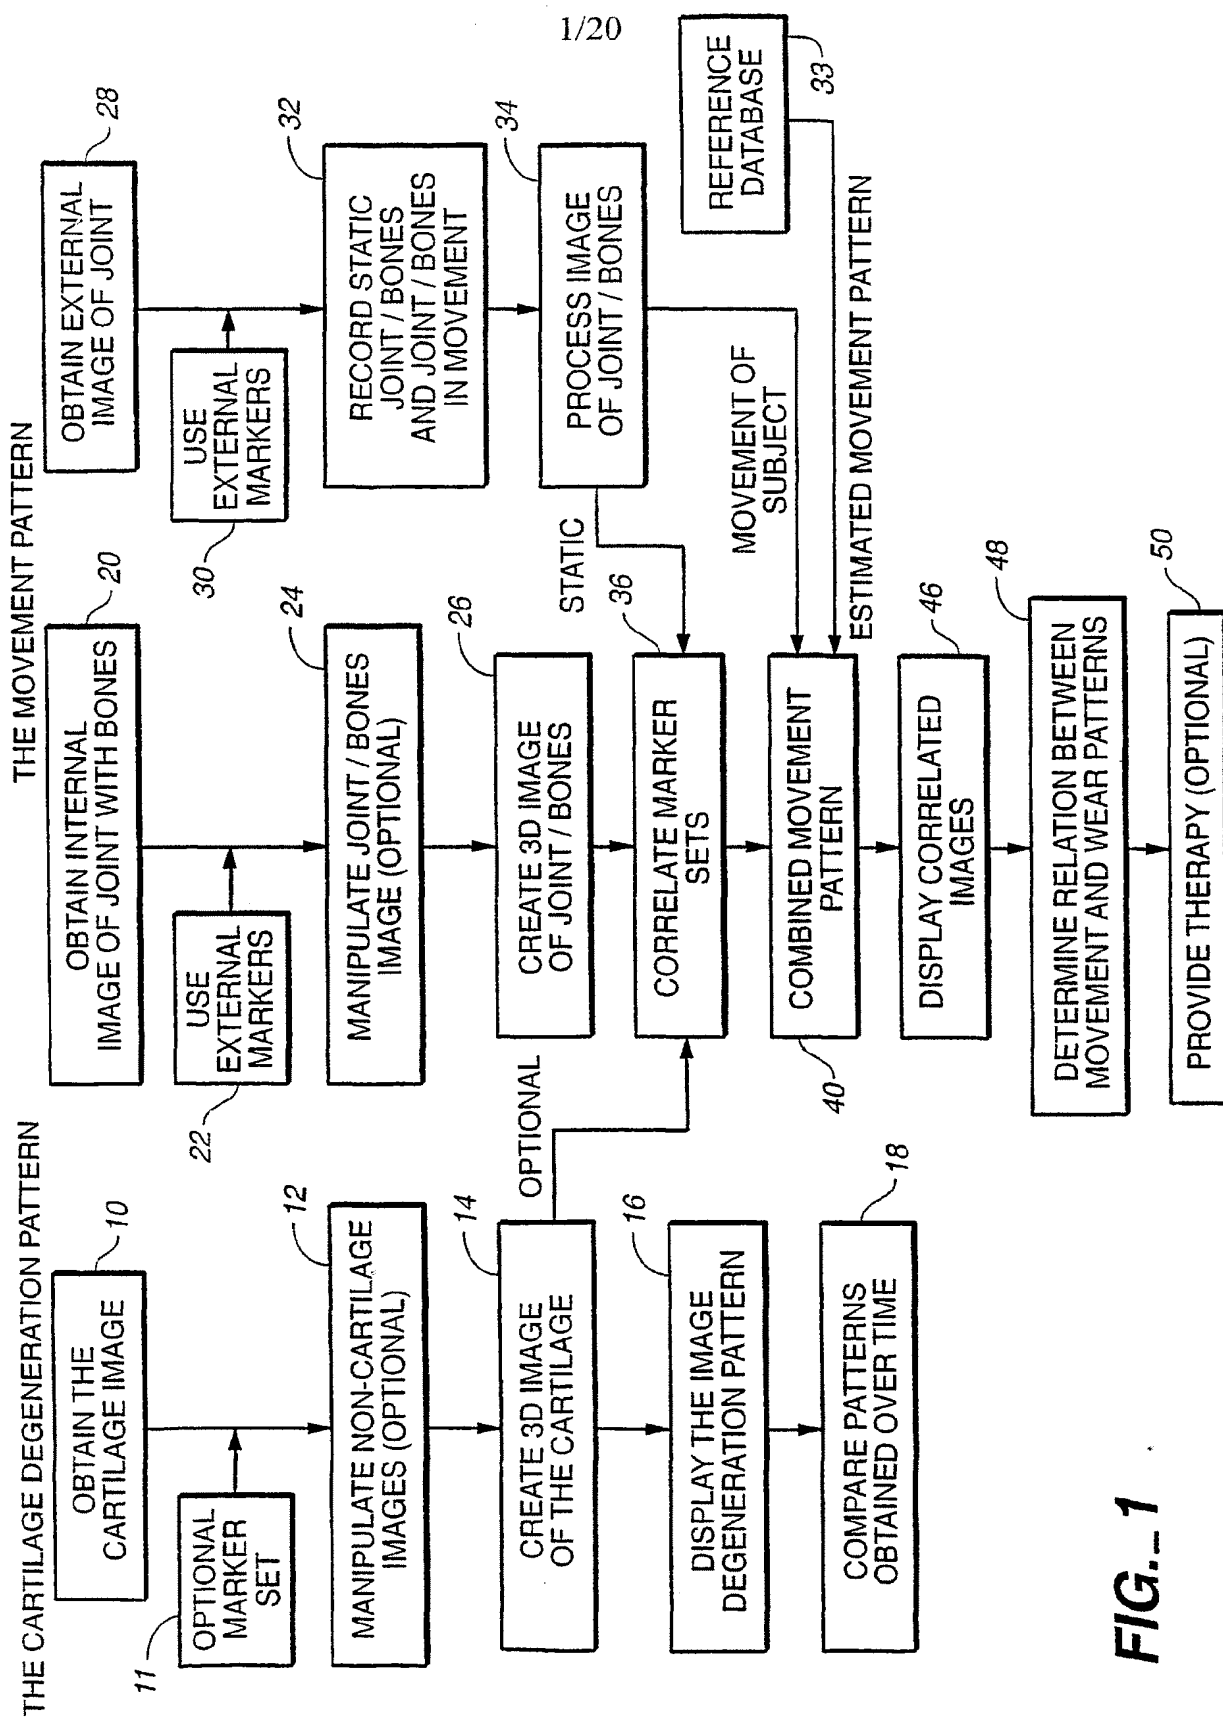 1/20
THE CARTILAGE DEGENERATION PATTERN
10
OBTAIN THE
CARTILAGE IMAGE
11
OPTIONAL
MARKER
SET
12
MANIPULATE NON-CARTILAGE
IMAGES (OPTIONAL)
14
CREATE 3D IMAGE
OF THE CARTILAGE
OPTIONAL
16
DISPLAY THE IMAGE
DEGENERATION PATTERN
18
COMPARE PATTERNS
OBTAINED OVER TIME
THE MOVEMENT PATTERN
20
OBTAIN INTERNAL
IMAGE OF JOINT WITH BONES
22
USE
EXTERNAL
MARKERS
24
MANIPULATE JOINT / BONES
IMAGE (OPTIONAL)
26
CREATE 3D IMAGE
OF JOINT / BONES
36
CORRELATE MARKER
SETS
40
COMBINED MOVEMENT
PATTERN
46
DISPLAY CORRELATED
IMAGES
48
DETERMINE RELATION BETWEEN
MOVEMENT AND WEAR PATTERNS
50
PROVIDE THERAPY (OPTIONAL)
28
OBTAIN EXTERNAL
IMAGE OF JOINT
30
USE
EXTERNAL
MARKERS
32
RECORD STATIC
JOINT / BONES
AND JOINT / BONES
IN MOVEMENT
34
PROCESS IMAGE
OF JOINT / BONES
STATIC
MOVEMENT OF
SUBJECT
REFERENCE
DATABASE
33
ESTIMATED MOVEMENT PATTERN
FIG._1